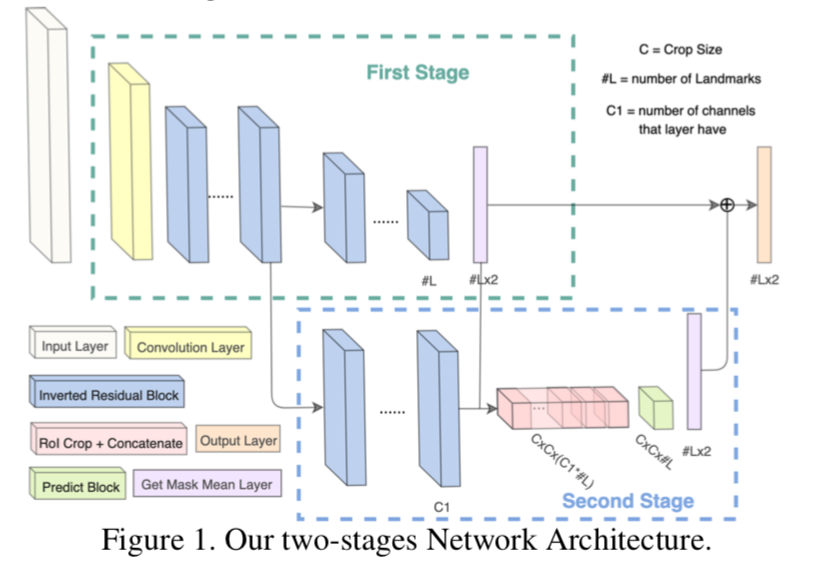 First Stage
C = Crop Size
#L = number of Landmarks
C1 = number of channels
that layer have
......
......
#L
#Lx2
#Lx2
Input Layer
Convolution Layer
Inverted Residual Block
RoI Crop + Concatenate
Output Layer
Predict Block
Get Mask Mean Layer
......
C1
...
CxCx(C1*#L)
CxCx#L
#Lx2
Second Stage
Figure 1. Our two-stages Network Architecture.